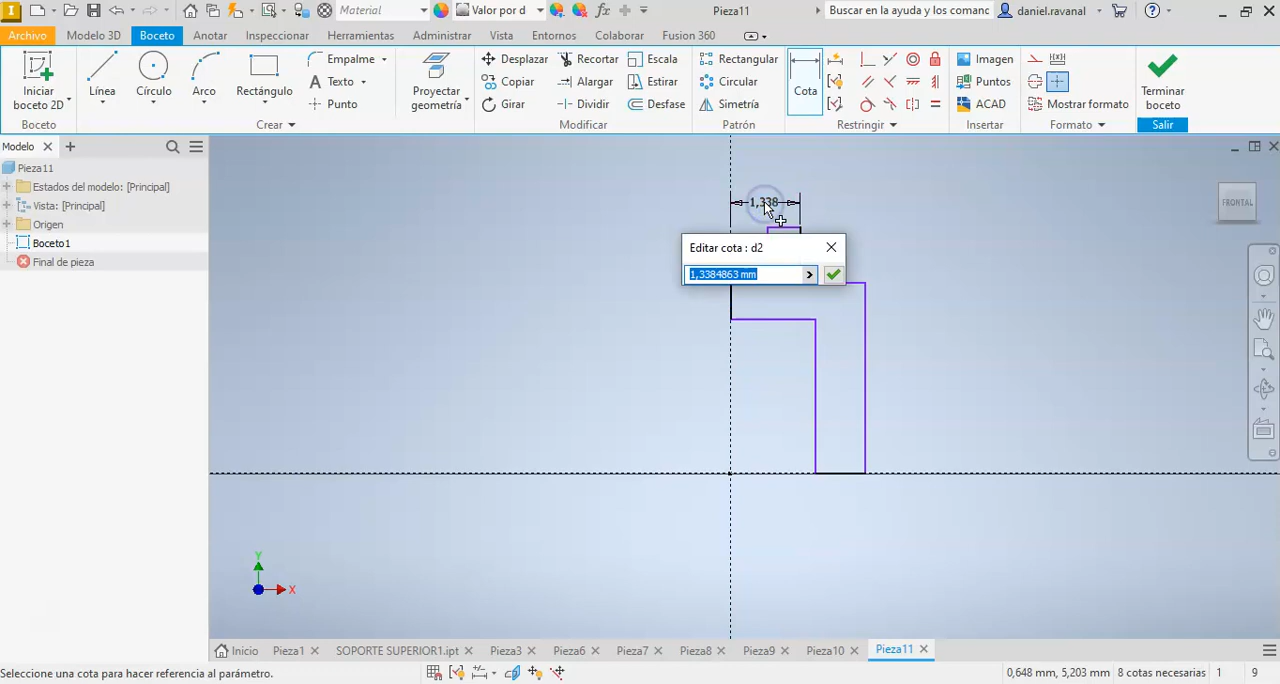 Material
Valor por d
Pieza11
Buscar en la ayuda y los comanc
daniel.ravanal
Archivo
Modelo 3D
Boceto
Anotar
Inspeccionar
Herramientas
Administrar
Vista
Entornos
Colaborar
Fusion 360
Iniciar
boceto 2D
Boceto
Línea
Círculo
Arco
Rectángulo
Empalme
Texto
Punto
Crear
Proyectar
geometría
Desplazar
Copiar
Girar
Recortar
Alargar
Dividir
Escala
Estirar
Desfase
Modificar
Rectangular
Circular
Simetría
Patrón
Cota
Restringir
Imagen
Puntos
ACAD
Insertar
Mostrar formato
Formato
Terminar
boceto
Salir
Modelo
Pieza11
Estados del modelo: [Principal]
Vista: [Principal]
Origen
Boceto1
Final de pieza
1,338
Editar cota : d2
1,3384863 mm
FRONTAL
Y
X
Inicio
Pieza1
SOPORTE SUPERIOR1.ipt
Pieza3
Pieza6
Pieza7
Pieza8
Pieza9
Pieza10
Pieza11
Seleccione una cota para hacer referencia al parámetro.
0,648 mm, 5,203 mm
8 cotas necesarias
1
9